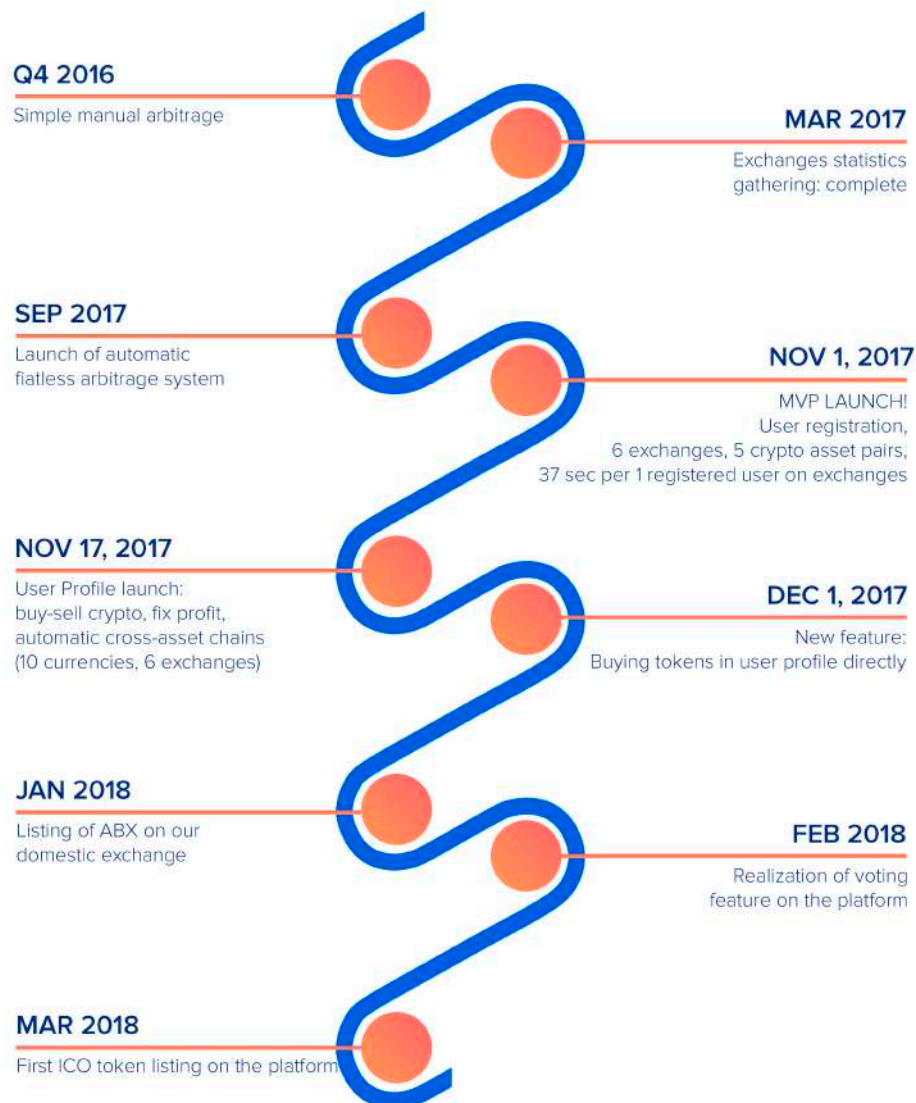 Q4 2016
Simple manual arbitrage
MAR 2017
Exchanges statistics
gathering: complete
SEP 2017
Launch of automatic
fiatless arbitrage system
NOV 1, 2017
MVP LAUNCH!
User registration,
6 exchanges, 5 crypto asset pairs,
37 sec per 1 registered user on exchanges
NOV 17, 2017
User Profile launch:
buy-sell crypto, fix profit,
automatic cross-asset chains
(10 currencies, 6 exchanges)
DEC 1, 2017
New feature:
Buying tokens in user profile directly
JAN 2018
Listing of ABX on our
domestic exchange
FEB 2018
Realization of voting
feature on the platform
MAR 2018
First ICO token listing on the platform